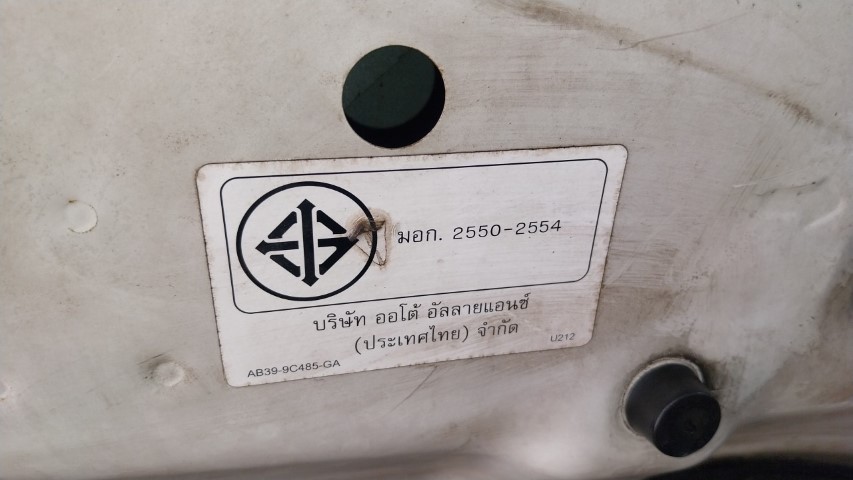 มอก. 2550-2554
บริษัท ออโต้ อัลลายแอนซ์
(ประเทศไทย) จำกัด
AB39-9C485-GA
U212